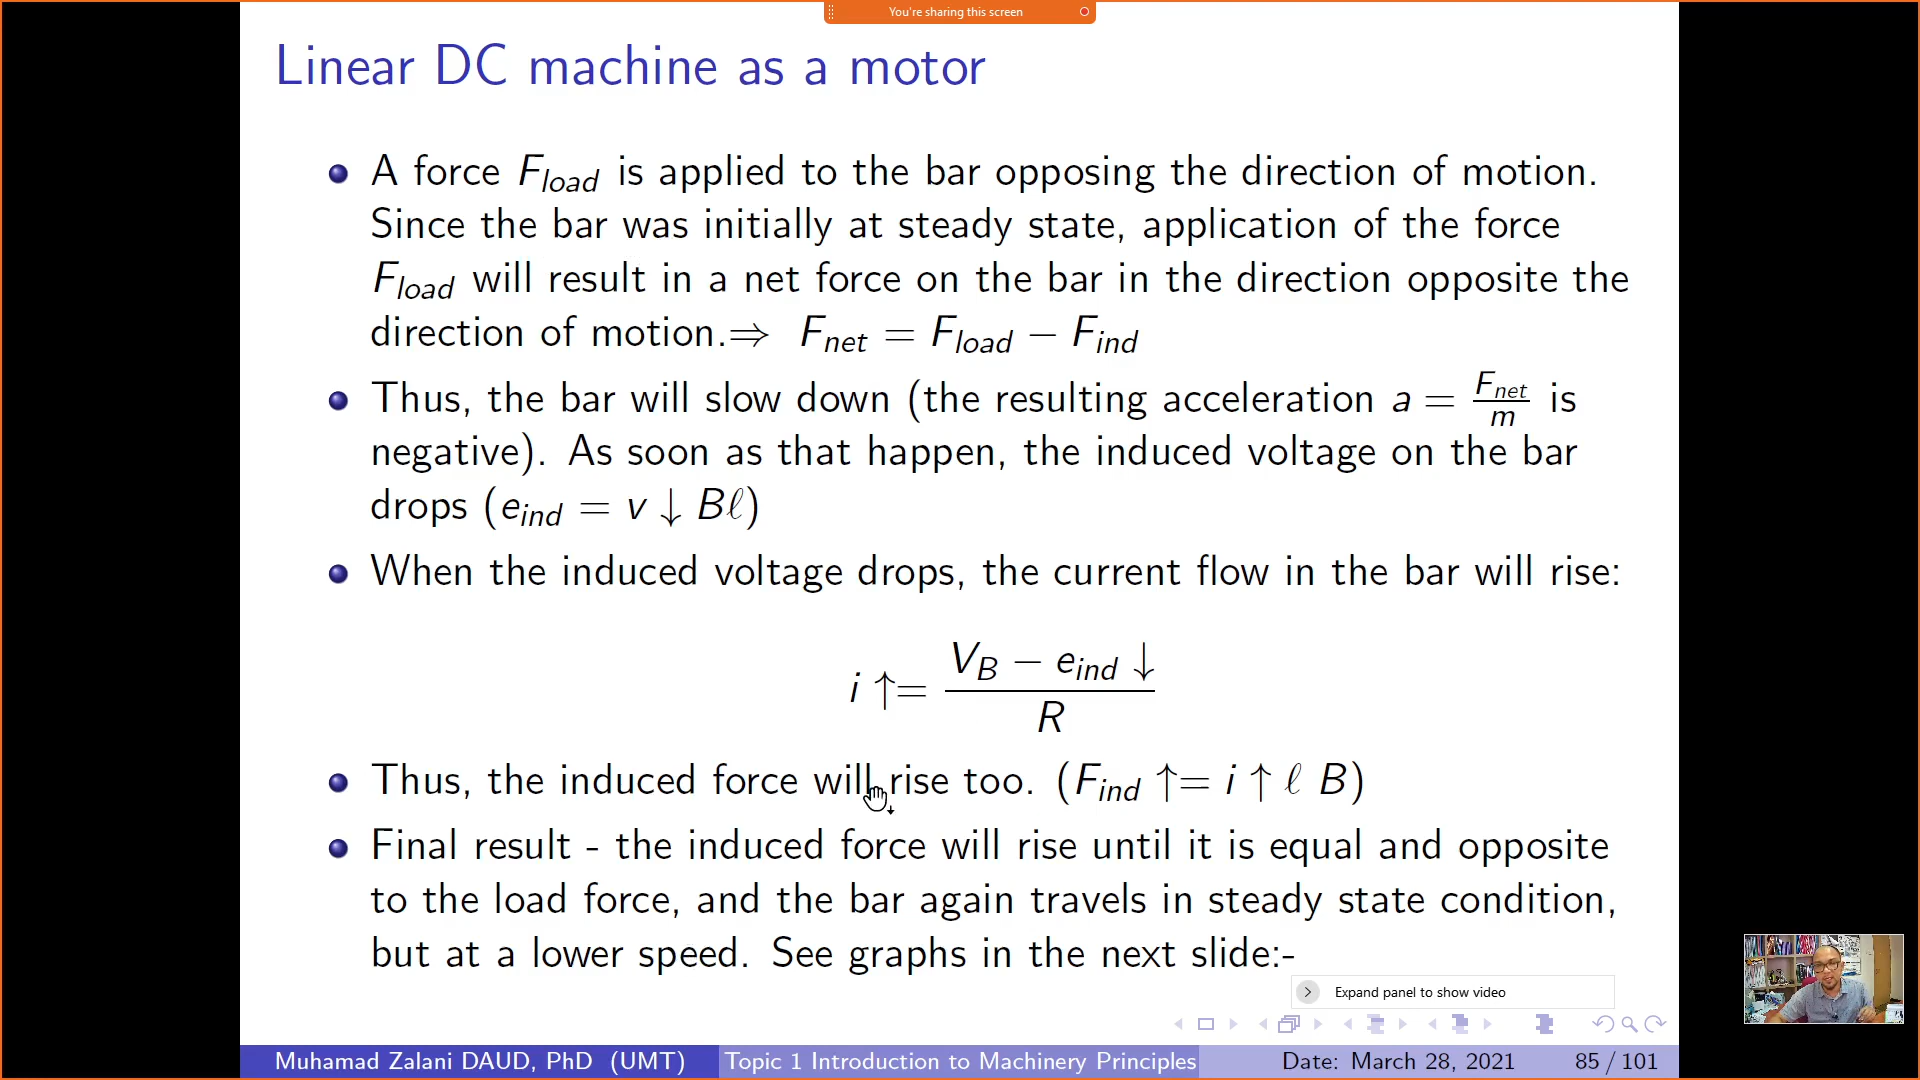 You're sharing this screen
Linear DC machine as a motor
A force F_load is applied to the bar opposing the direction of motion.
Since the bar was initially at steady state, application of the force
F_load will result in a net force on the bar in the direction opposite the
direction of motion.⇒ F_net = F_load − F_ind
Thus, the bar will slow down (the resulting acceleration a = F_net/m is
negative). As soon as that happen, the induced voltage on the bar
drops (e_ind = v ↓ Bℓ)
When the induced voltage drops, the current flow in the bar will rise:
i ↑= (V_B − e_ind ↓)/R
Thus, the induced force will rise too. (F_ind ↑= i ↑ ℓ B)
Final result - the induced force will rise until it is equal and opposite
to the load force, and the bar again travels in steady state condition,
but at a lower speed. See graphs in the next slide:-
Expand panel to show video
Muhamad Zalani DAUD, PhD (UMT) Topic 1 Introduction to Machinery Principles Date: March 28, 2021 85 / 101